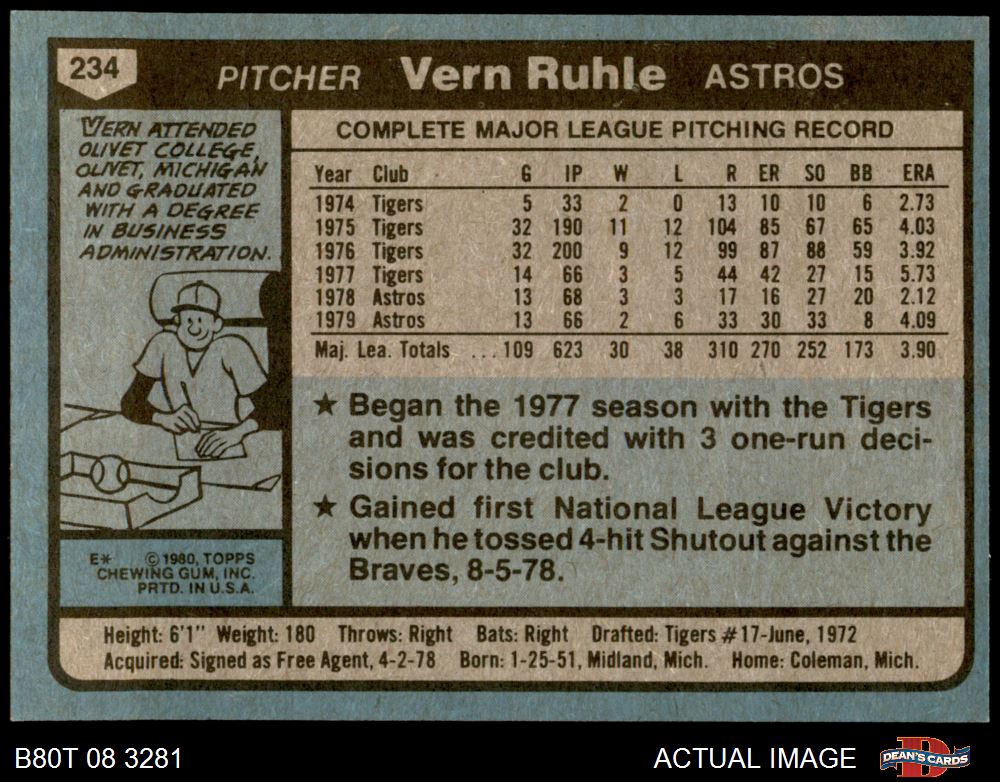 234
PITCHER Vern Ruhle ASTROS
VERN ATTENDED
OLIVET COLLEGE,
OLIVET, MICHIGAN
AND GRADUATED
WITH A DEGREE
IN BUSINESS
ADMINISTRATION.
E* © 1980, TOPPS
CHEWING GUM, INC.
PRTD. IN U.S.A.
COMPLETE MAJOR LEAGUE PITCHING RECORD
Year Club G IP W L R ER SO BB ERA
1974 Tigers 5 33 2 0 13 10 10 6 2.73
1975 Tigers 32 190 11 12 104 85 67 65 4.03
1976 Tigers 32 200 9 12 99 87 88 59 3.92
1977 Tigers 14 66 3 5 44 42 27 15 5.73
1978 Astros 13 68 3 3 17 16 27 20 2.12
1979 Astros 13 66 2 6 33 30 33 8 4.09
Maj. Lea. Totals ...109 623 30 38 310 270 252 173 3.90
★ Began the 1977 season with the Tigers
and was credited with 3 one-run deci-
sions for the club.
★ Gained first National League Victory
when he tossed 4-hit Shutout against the
Braves, 8-5-78.
Height: 6'1" Weight: 180 Throws: Right Bats: Right Drafted: Tigers #17-June, 1972
Acquired: Signed as Free Agent, 4-2-78 Born: 1-25-51, Midland, Mich. Home: Coleman, Mich.
B80T 08 3281
ACTUAL IMAGE
DEAN'S CARDS